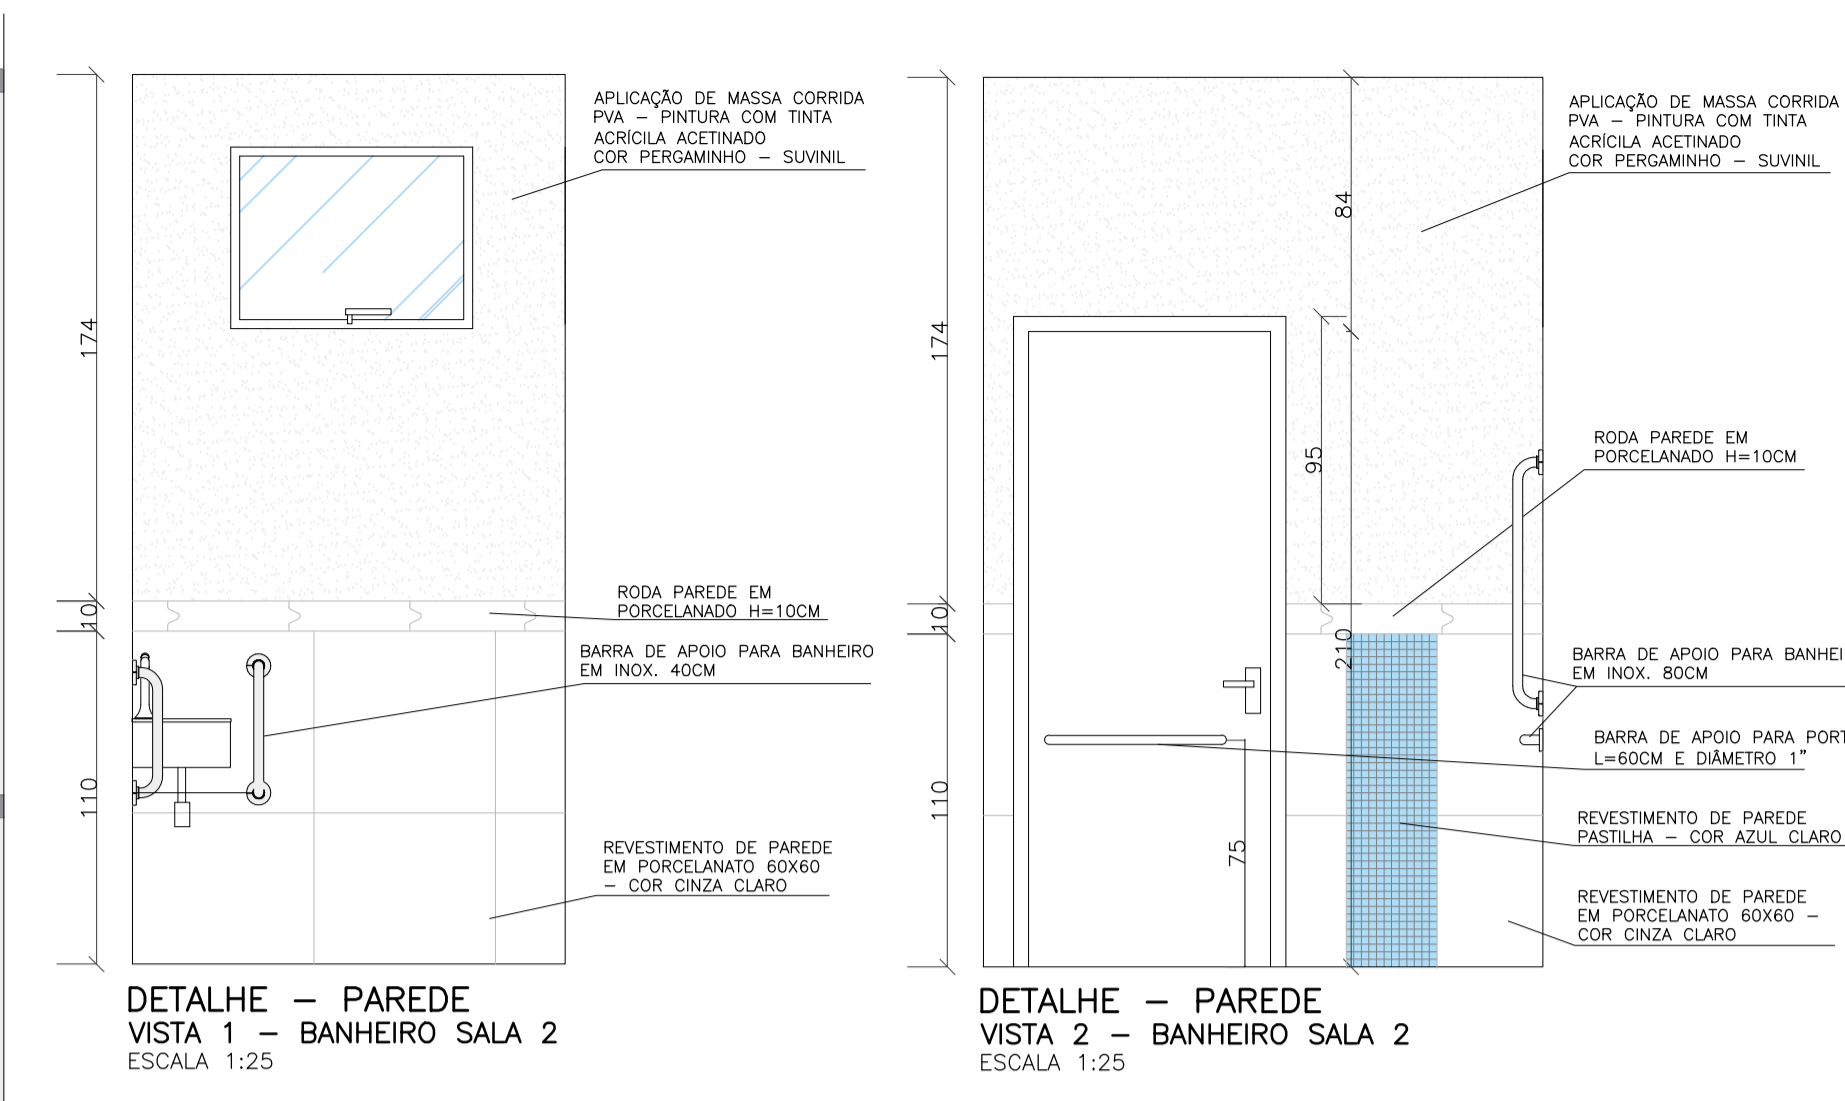 APLICAÇÃO DE MASSA CORRIDA
PVA – PINTURA COM TINTA
ACRÍCILA ACETINADO
COR PERGAMINHO – SUVINIL
174
RODA PAREDE EM
PORCELANADO H=10CM
10
BARRA DE APOIO PARA BANHEIRO
EM INOX. 40CM
110
REVESTIMENTO DE PAREDE
EM PORCELANATO 60X60
– COR CINZA CLARO
DETALHE – PAREDE
VISTA 1 – BANHEIRO SALA 2
ESCALA 1:25
APLICAÇÃO DE MASSA CORRIDA
PVA – PINTURA COM TINTA
ACRÍCILA ACETINADO
COR PERGAMINHO – SUVINIL
84
174
95
RODA PAREDE EM
PORCELANADO H=10CM
10
210
BARRA DE APOIO PARA BANHEI
EM INOX. 80CM
BARRA DE APOIO PARA PORT
L=60CM E DIÂMETRO 1”
110
75
REVESTIMENTO DE PAREDE
PASTILHA – COR AZUL CLARO
REVESTIMENTO DE PAREDE
EM PORCELANATO 60X60 –
COR CINZA CLARO
DETALHE – PAREDE
VISTA 2 – BANHEIRO SALA 2
ESCALA 1:25